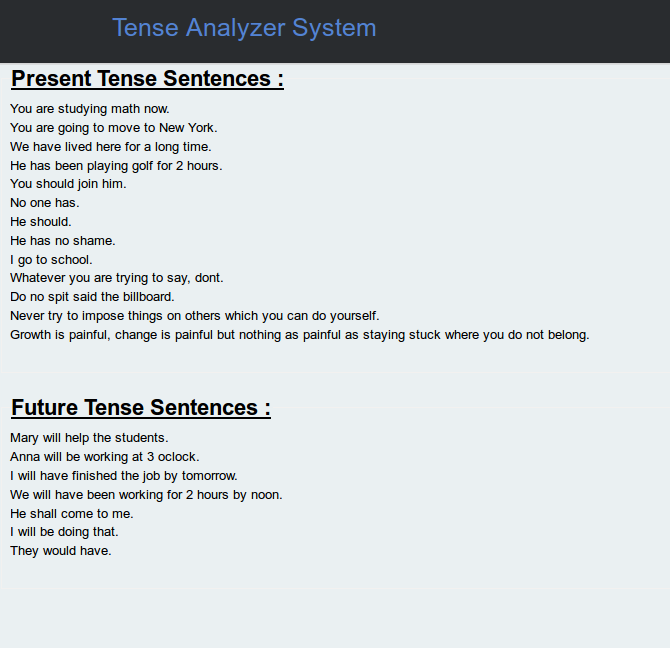 Tense Analyzer System
Present Tense Sentences :
You are studying math now.
You are going to move to New York.
We have lived here for a long time.
He has been playing golf for 2 hours.
You should join him.
No one has.
He should.
He has no shame.
I go to school.
Whatever you are trying to say, dont.
Do no spit said the billboard.
Never try to impose things on others which you can do yourself.
Growth is painful, change is painful but nothing as painful as staying stuck where you do not belong.
Future Tense Sentences :
Mary will help the students.
Anna will be working at 3 oclock.
I will have finished the job by tomorrow.
We will have been working for 2 hours by noon.
He shall come to me.
I will be doing that.
They would have.